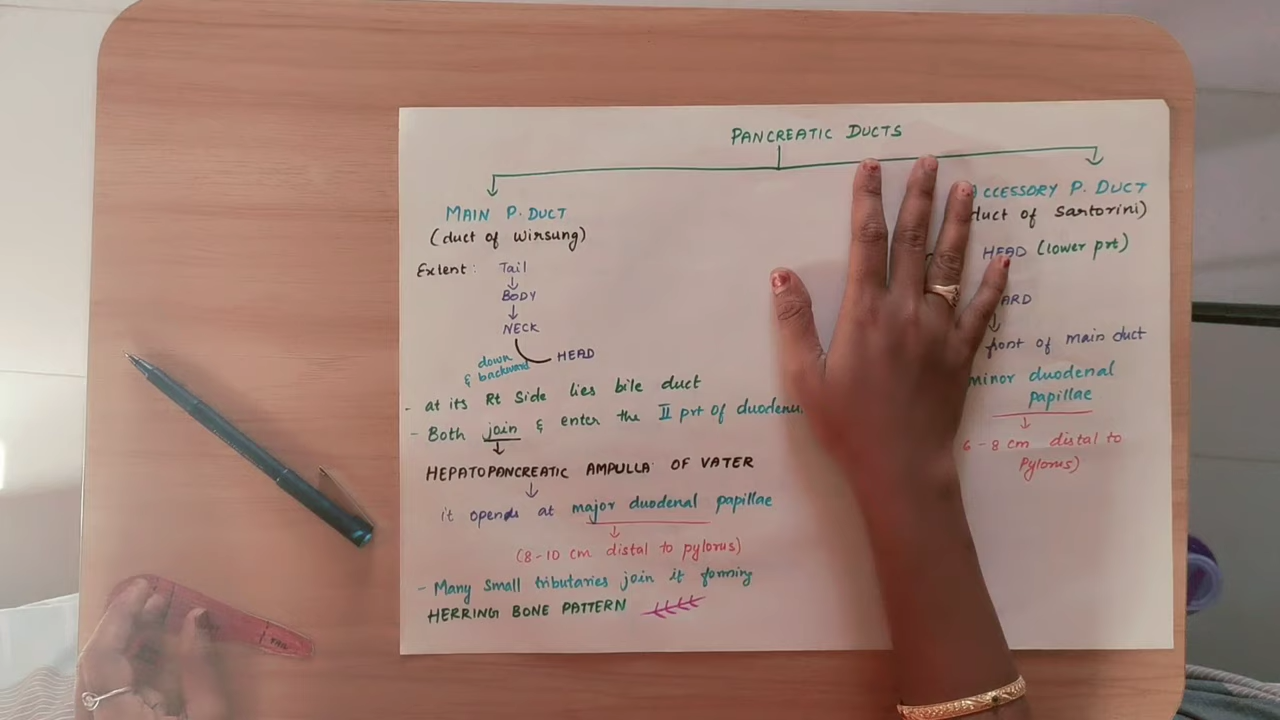 PANCREATIC DUCTS
MAIN P. DUCT
(duct of wirsung)
Extent : Tail
↓
BODY
↓
NECK
down
& backward
HEAD
- at its Rt Side lies bile duct
- Both join & enter the II prt of duodenu
↓
HEPATOPANCREATIC AMPULLA OF VATER
↓
it opens at major duodenal papillae
↓
(8-10 cm distal to pylorus)
- Many small tributaries join it forming
HERRING BONE PATTERN
CCESSORY P. DUCT
duct of Sartorini)
HEAD (lower prt)
ARD
↓
front of main duct
minor duodenal
papillae
↓
6-8 cm distal to
Pylorus)